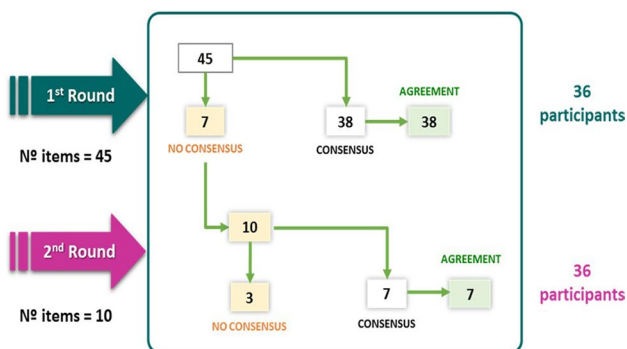 45
1st Round
AGREEMENT
36
participants
7
38
38
Nº items = 45
NO CONSENSUS
CONSENSUS
2nd Round
10
AGREEMENT
36
participants
3
7
7
Nº items = 10
NO CONSENSUS
CONSENSUS